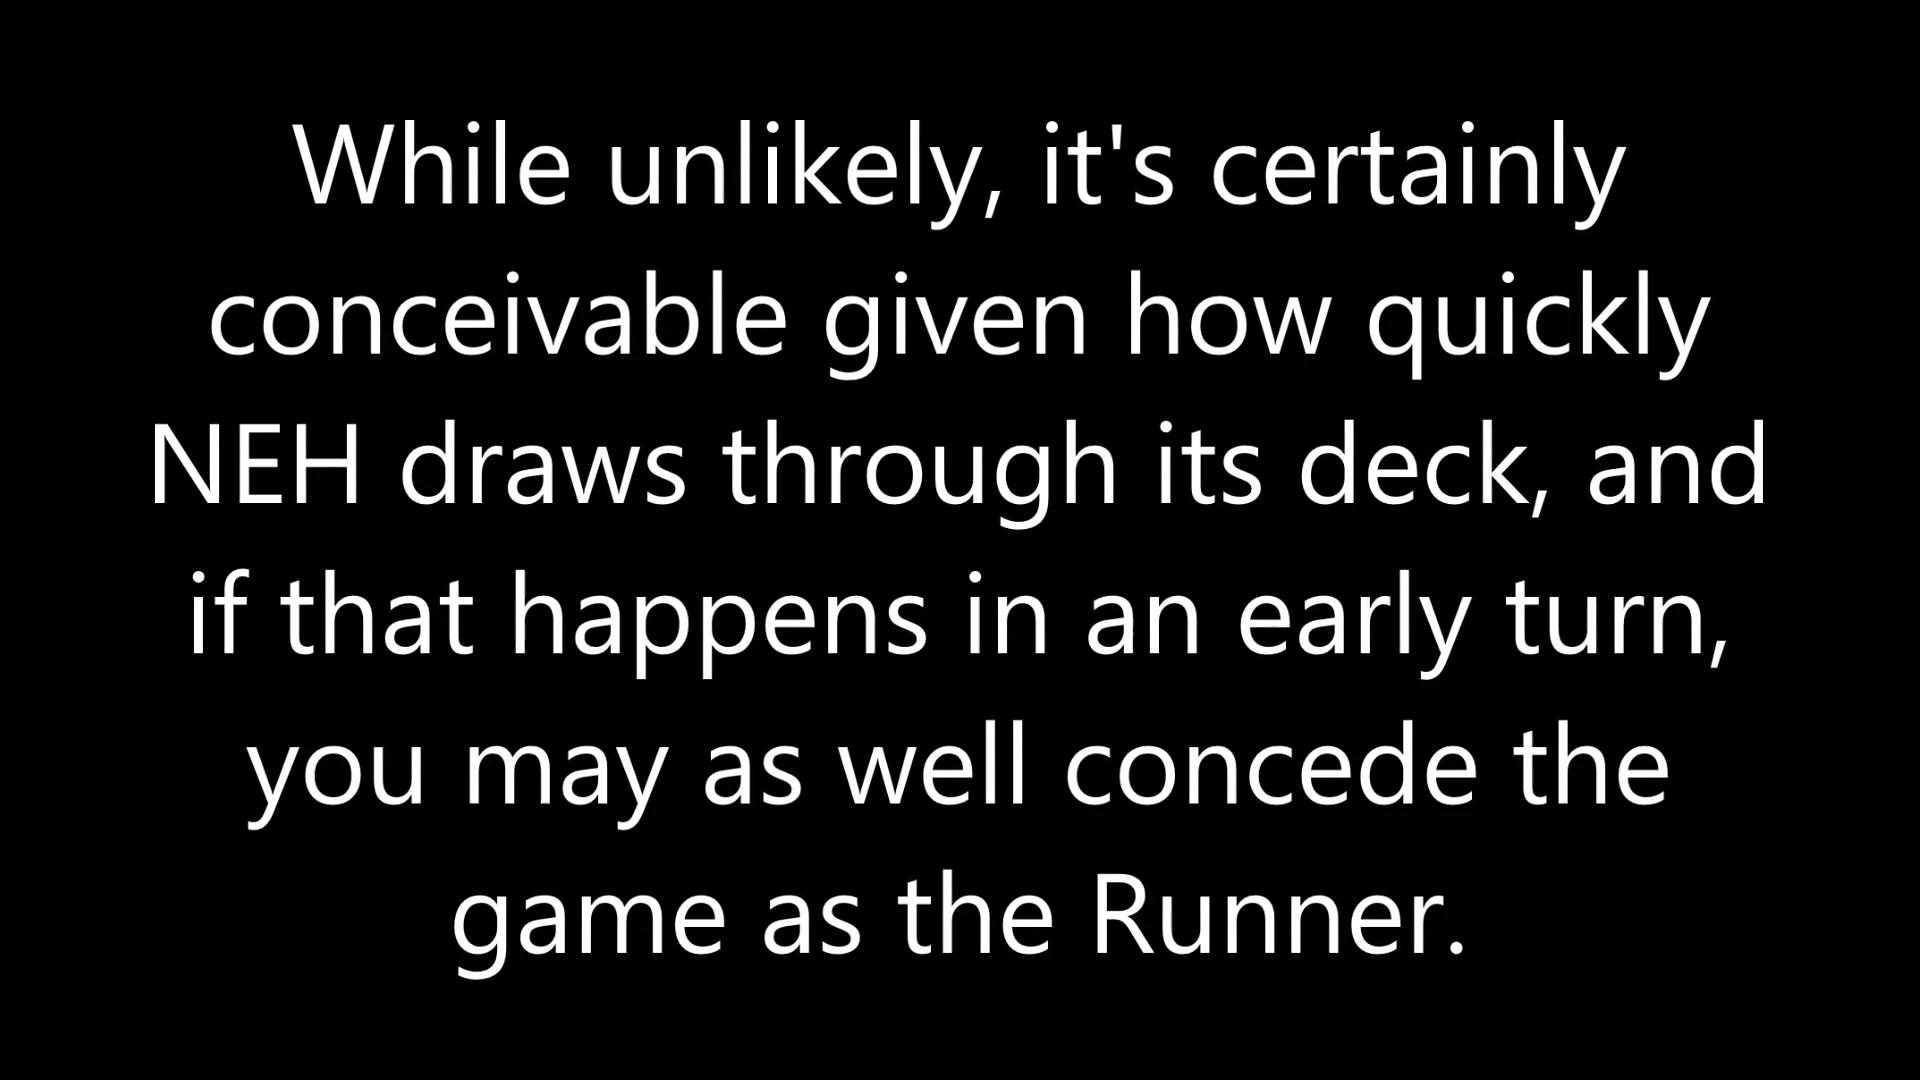 While unlikely, it's certainly
conceivable given how quickly
NEH draws through its deck, and
if that happens in an early turn,
you may as well concede the
game as the Runner.